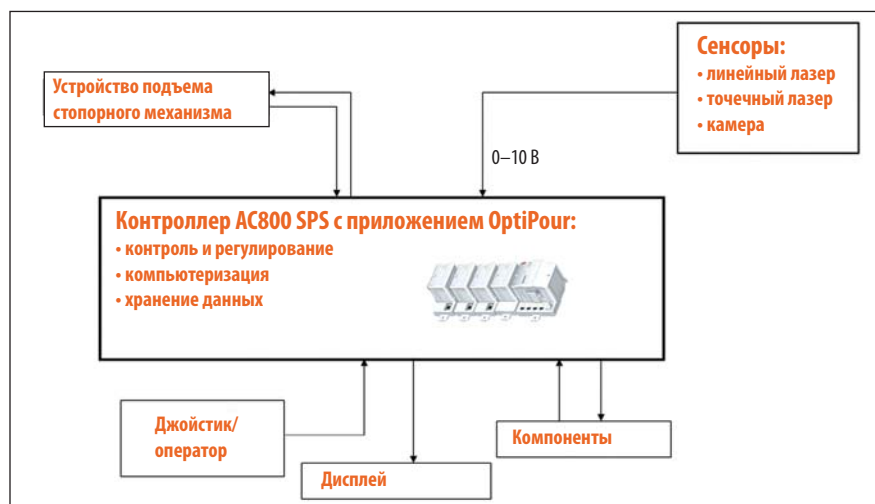 Устройство подъема
стопорного механизма
Сенсоры:
• линейный лазер
• точечный лазер
• камера
0–10 В
Контроллер AC800 SPS с приложением OptiPour:
• контроль и регулирование
• компьютеризация
• хранение данных
Джойстик/
оператор
Дисплей
Компоненты